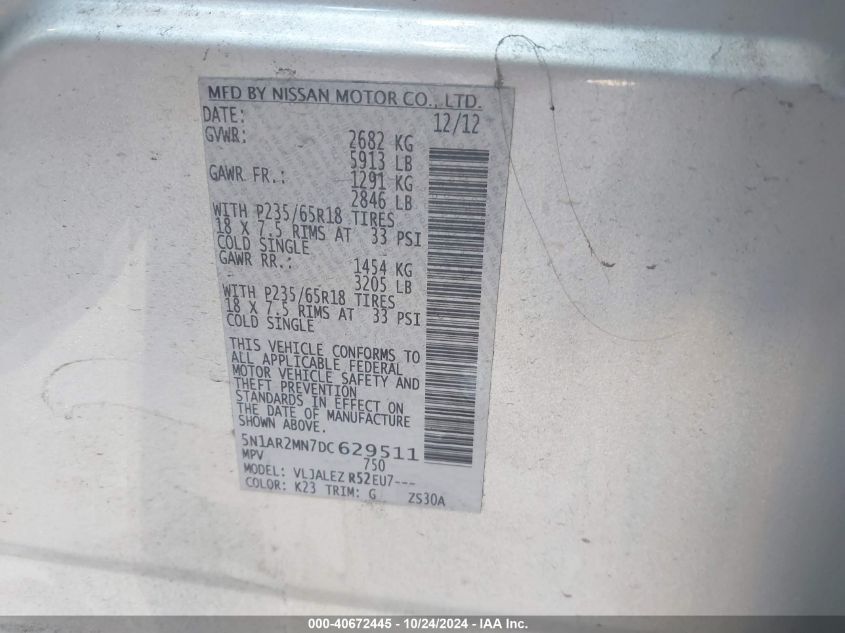 MFD BY NISSAN MOTOR CO., LTD.
DATE: 12/12
GVWR: 2682 KG
5913 LB
GAWR FR.: 1291 KG
2846 LB
WITH P235/65R18 TIRES
18 X 7.5 RIMS AT 33 PSI
COLD SINGLE
GAWR RR.: 1454 KG
3205 LB
WITH P235/65R18 TIRES
18 X 7.5 RIMS AT 33 PSI
COLD SINGLE
THIS VEHICLE CONFORMS TO
ALL APPLICABLE FEDERAL
MOTOR VEHICLE SAFETY AND
THEFT PREVENTION
STANDARDS IN EFFECT ON
THE DATE OF MANUFACTURE
SHOWN ABOVE.
5N1AR2MN7DC629511
MPV 750
MODEL: VLJALEZ R52EU7---
COLOR: K23 TRIM: G ZS30A
000-40672445 - 10/24/2024 - IAA Inc.